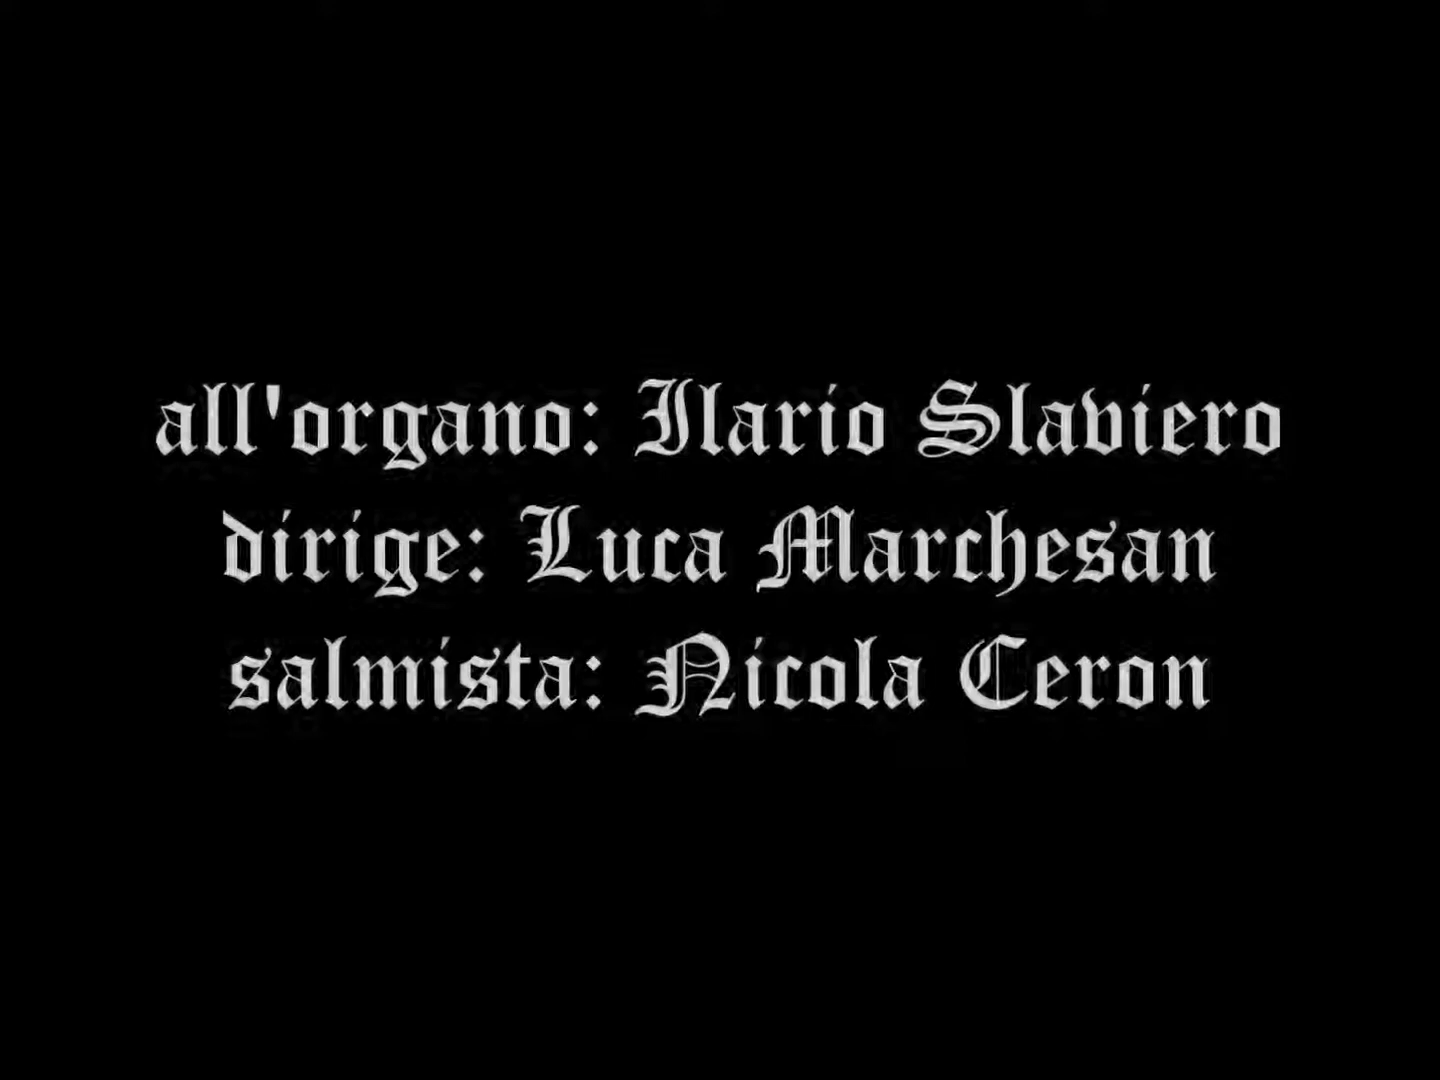 all'organo: Ilario Slaviero
dirige: Luca Marchesan
salmista: Nicola Ceron